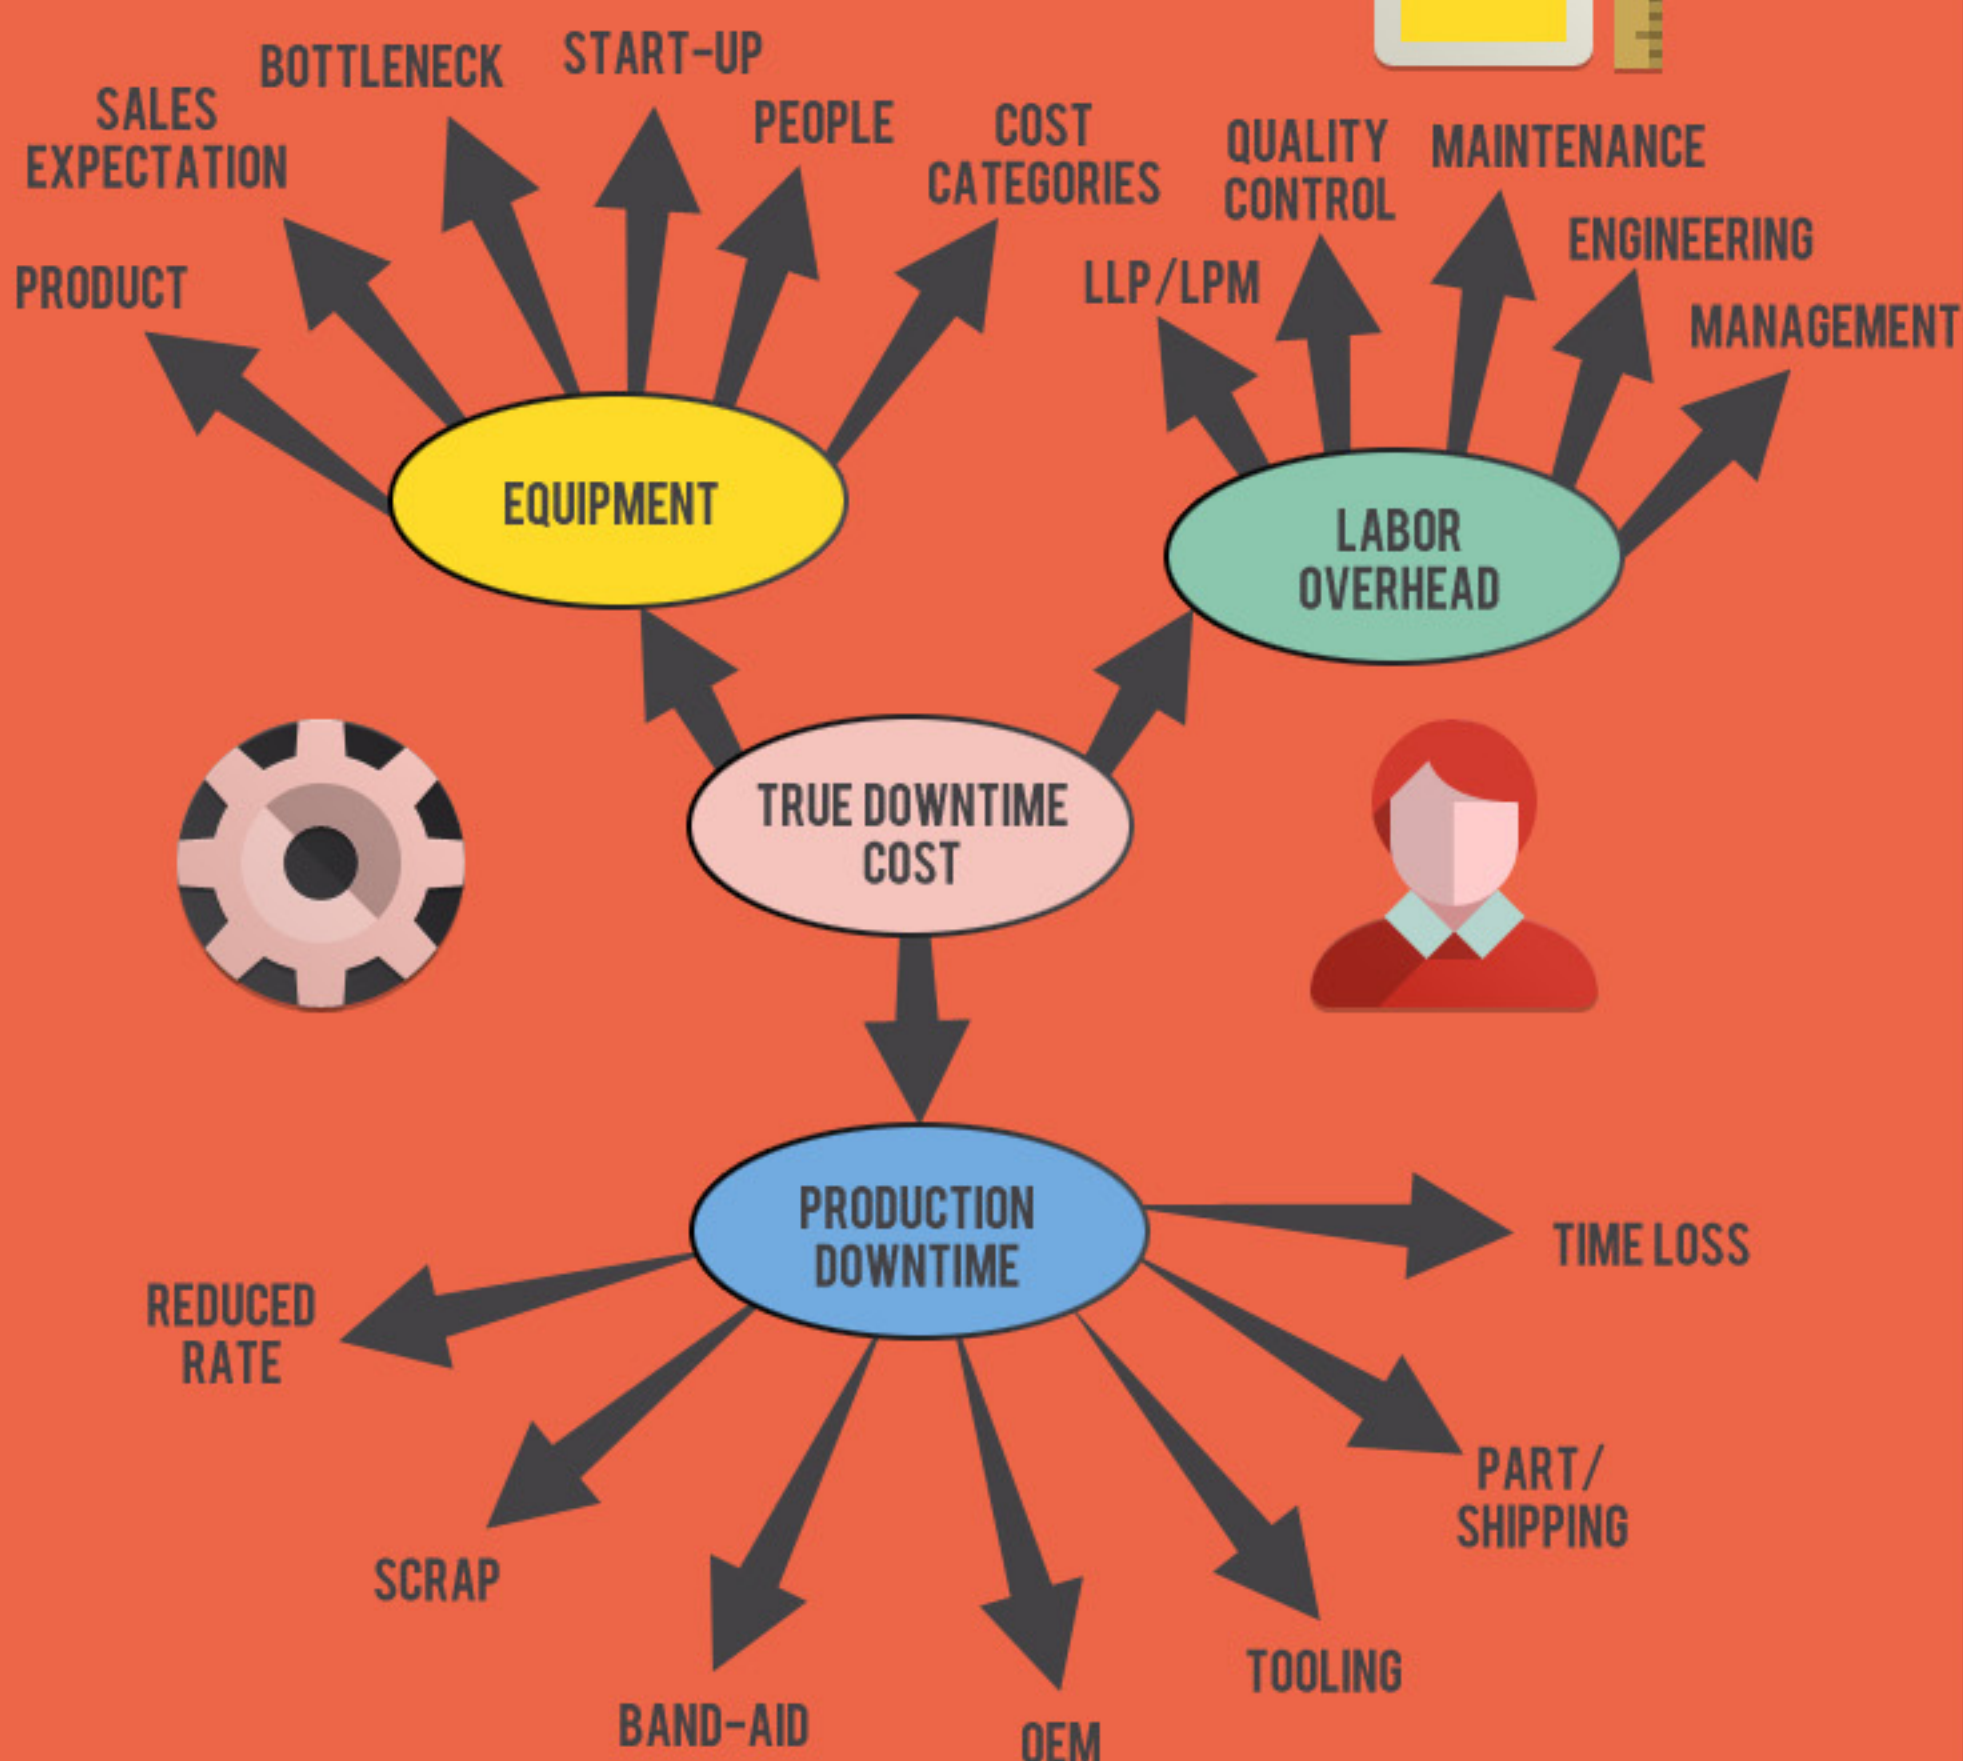 BOTTLENECK
START-UP
SALES
EXPECTATION
PEOPLE
COST
CATEGORIES
PRODUCT
QUALITY
CONTROL
MAINTENANCE
LLP/LPM
ENGINEERING
MANAGEMENT
EQUIPMENT
LABOR
OVERHEAD
TRUE DOWNTIME
COST
PRODUCTION
DOWNTIME
TIME LOSS
REDUCED
RATE
PART/
SHIPPING
SCRAP
TOOLING
BAND-AID
OEM